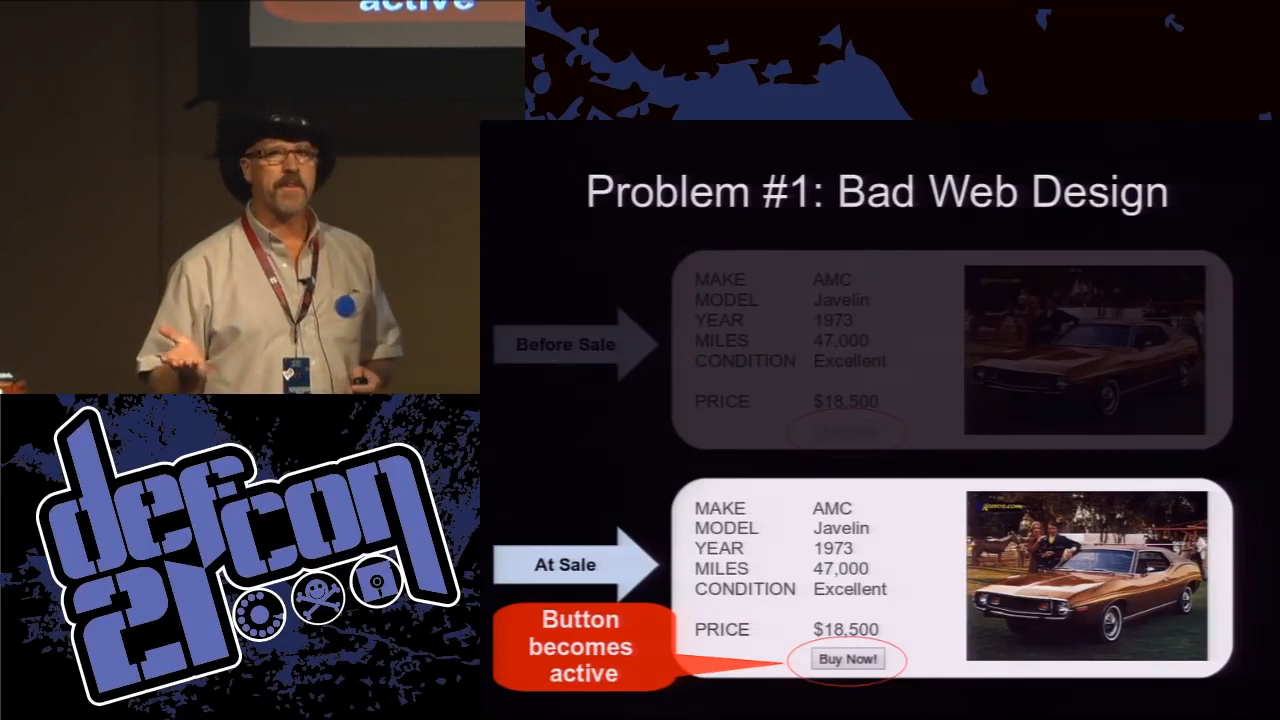 active
Problem #1: Bad Web Design
Before Sale
MAKE AMC
MODEL Javelin
YEAR 1973
MILES 47,000
CONDITION Excellent
PRICE $18,500
At Sale
MAKE AMC
MODEL Javelin
YEAR 1973
MILES 47,000
CONDITION Excellent
PRICE $18,500
Buy Now!
Button
becomes
active
defcon
21